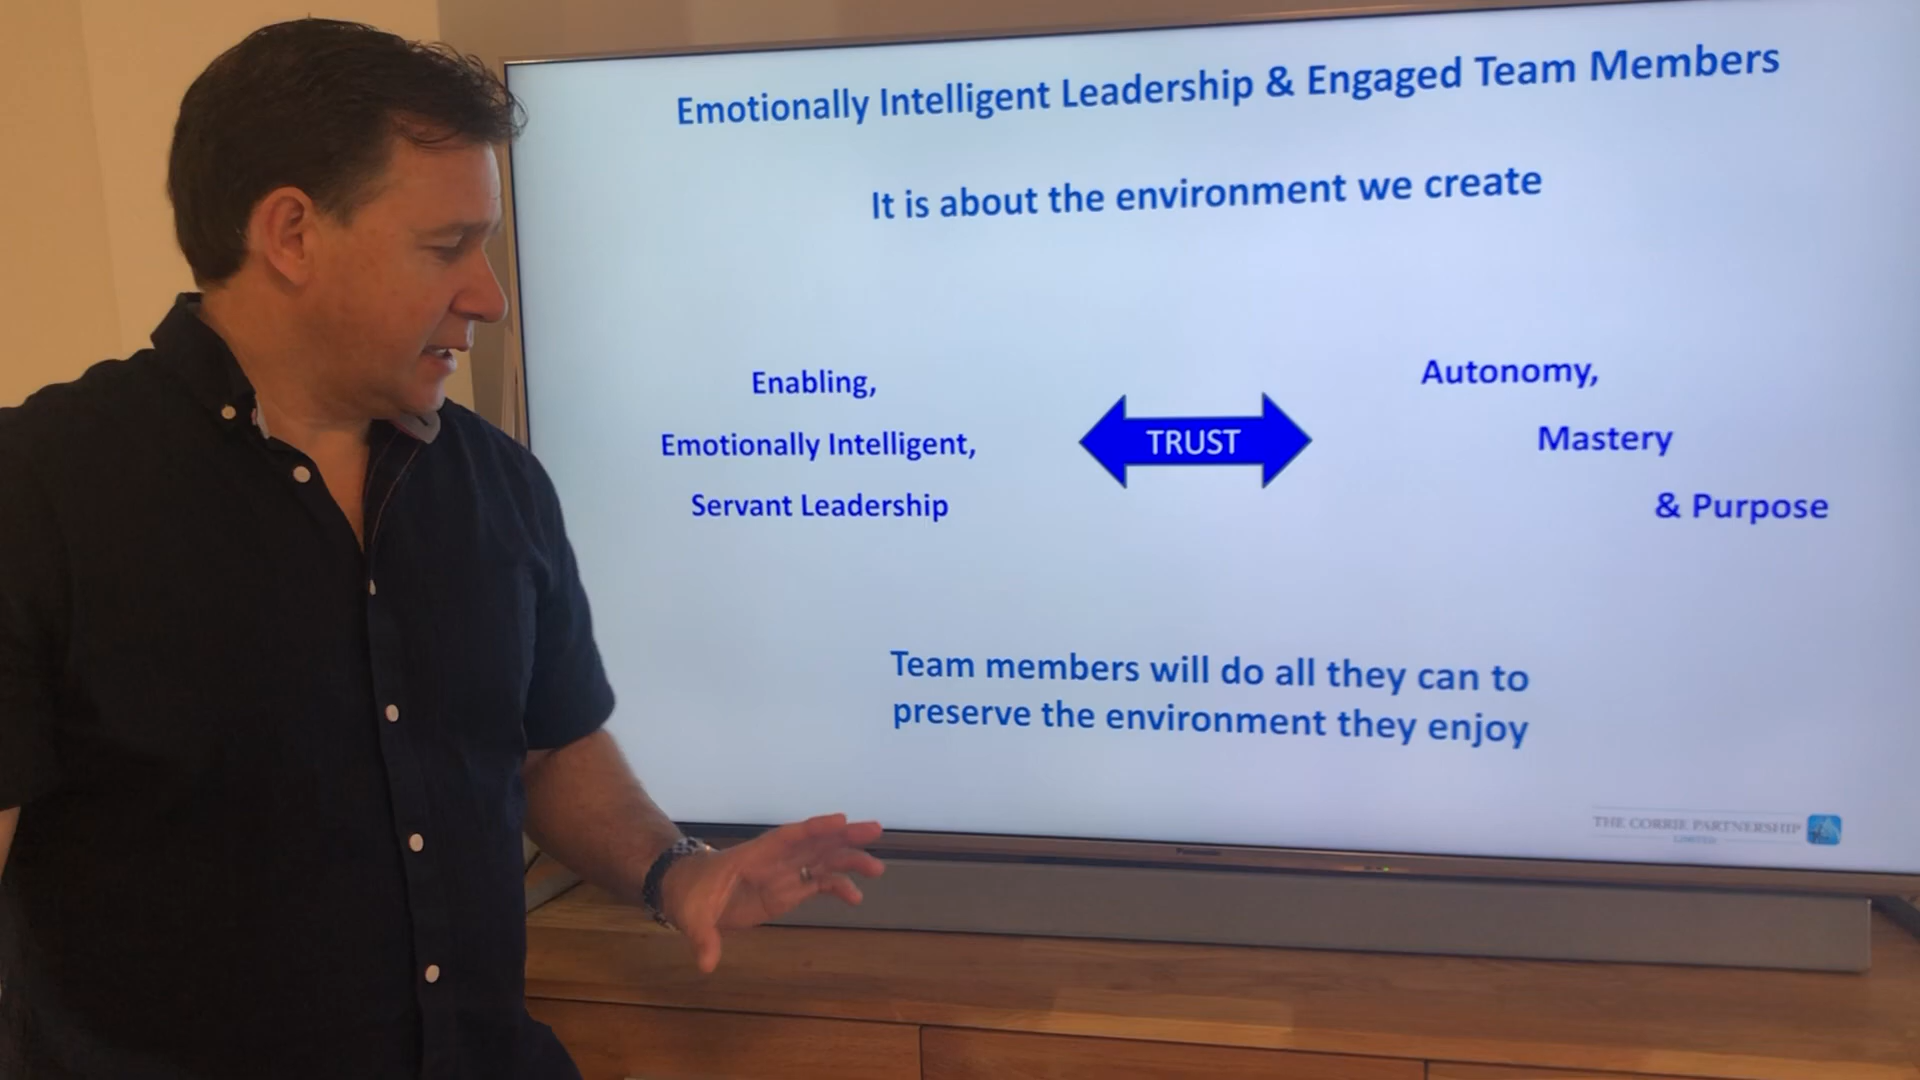 Emotionally Intelligent Leadership & Engaged Team Members
It is about the environment we create
Enabling,
Emotionally Intelligent,
Servant Leadership
TRUST
Autonomy,
Mastery
& Purpose
Team members will do all they can to
preserve the environment they enjoy
THE CORRIE PARTNERSHIP
LIMITED
Panasonic